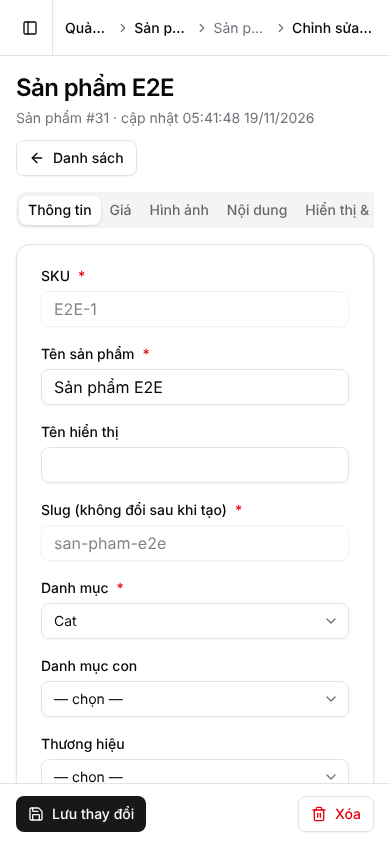 Quả... > Sản p... > Sản p... > Chỉnh sửa...
Sản phẩm E2E
Sản phẩm #31 · cập nhật 05:41:48 19/11/2026
Danh sách
Thông tin Giá Hình ảnh Nội dung Hiển thị &
SKU *
E2E-1
Tên sản phẩm *
Sản phẩm E2E
Tên hiển thị
Slug (không đổi sau khi tạo) *
san-pham-e2e
Danh mục *
Cat
Danh mục con
— chọn —
Thương hiệu
— chọn —
Lưu thay đổi Xóa